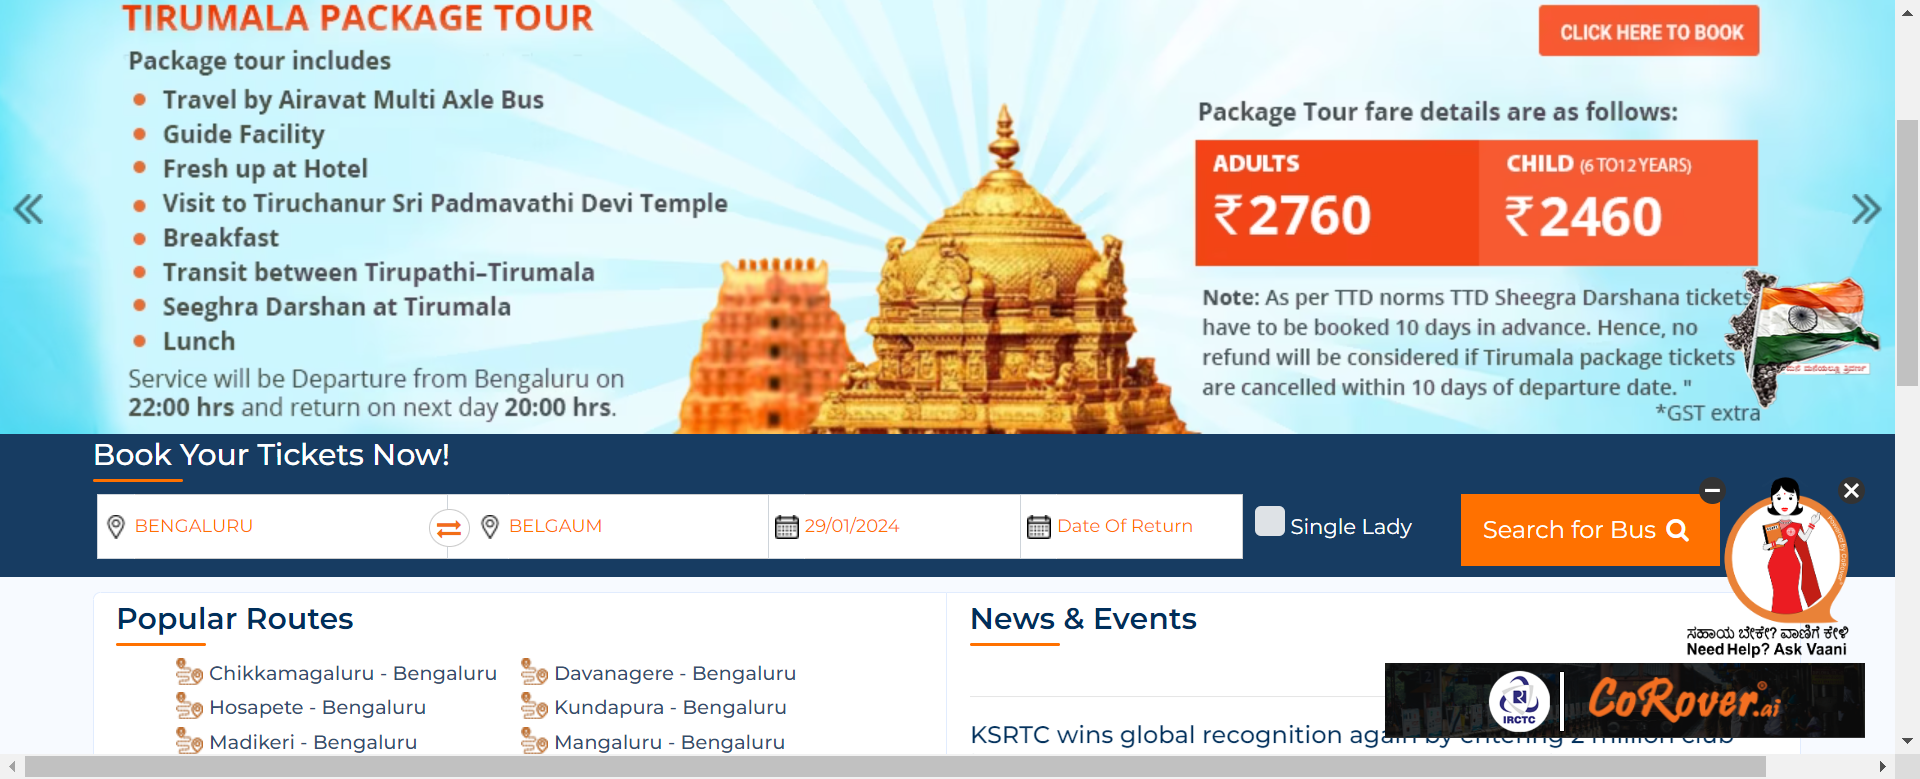 TIRUMALA PACKAGE TOUR
Package tour includes
Travel by Airavat Multi Axle Bus
Guide Facility
Fresh up at Hotel
Visit to Tiruchanur Sri Padmavathi Devi Temple
Breakfast
Transit between Tirupathi–Tirumala
Seeghra Darshan at Tirumala
Lunch
Service will be Departure from Bengaluru on
22:00 hrs and return on next day 20:00 hrs.
CLICK HERE TO BOOK
Package Tour fare details are as follows:
ADULTS
₹2760
CHILD (6 TO12 YEARS)
₹2460
Note: As per TTD norms TTD Sheegra Darshana tickets
have to be booked 10 days in advance. Hence, no
refund will be considered if Tirumala package tickets
are cancelled within 10 days of departure date. "
*GST extra
Book Your Tickets Now!
BENGALURU
BELGAUM
29/01/2024
Date Of Return
Single Lady
Search for Bus
ಸಹಾಯ ಬೇಕೇ? ವಾಣಿಗೆ ಕೇಳಿ
Need Help? Ask Vaani
Popular Routes
Chikkamagaluru - Bengaluru
Davanagere - Bengaluru
Hosapete - Bengaluru
Kundapura - Bengaluru
Madikeri - Bengaluru
Mangaluru - Bengaluru
News & Events
KSRTC wins global recognition again by entering 2 million club
IRCTC
CoRover.ai